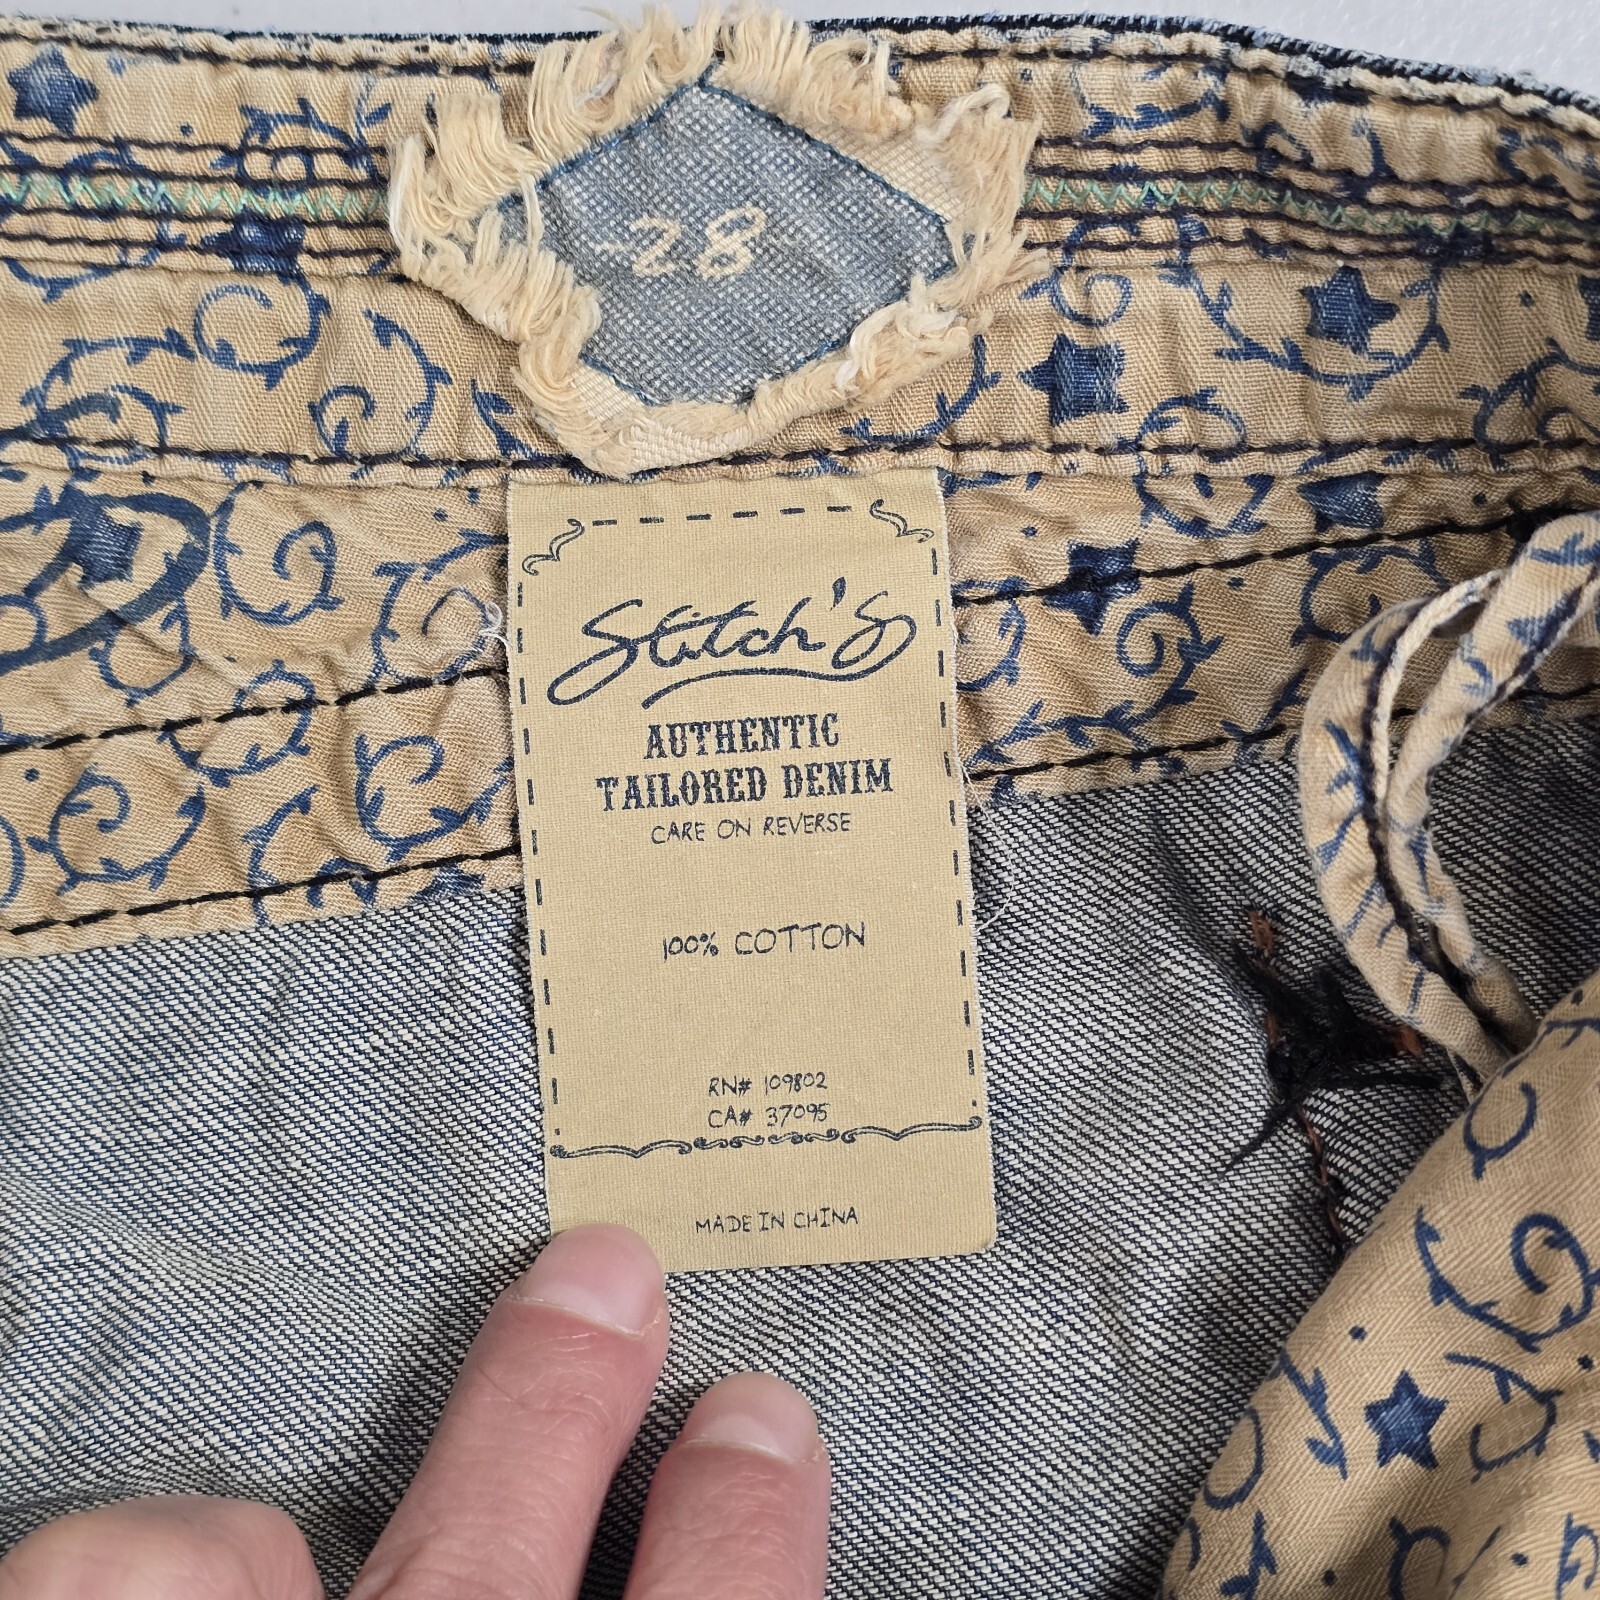 28
Stitch's
AUTHENTIC
TAILORED DENIM
CARE ON REVERSE
100% COTTON
RN# 109802
CA# 37095
MADE IN CHINA